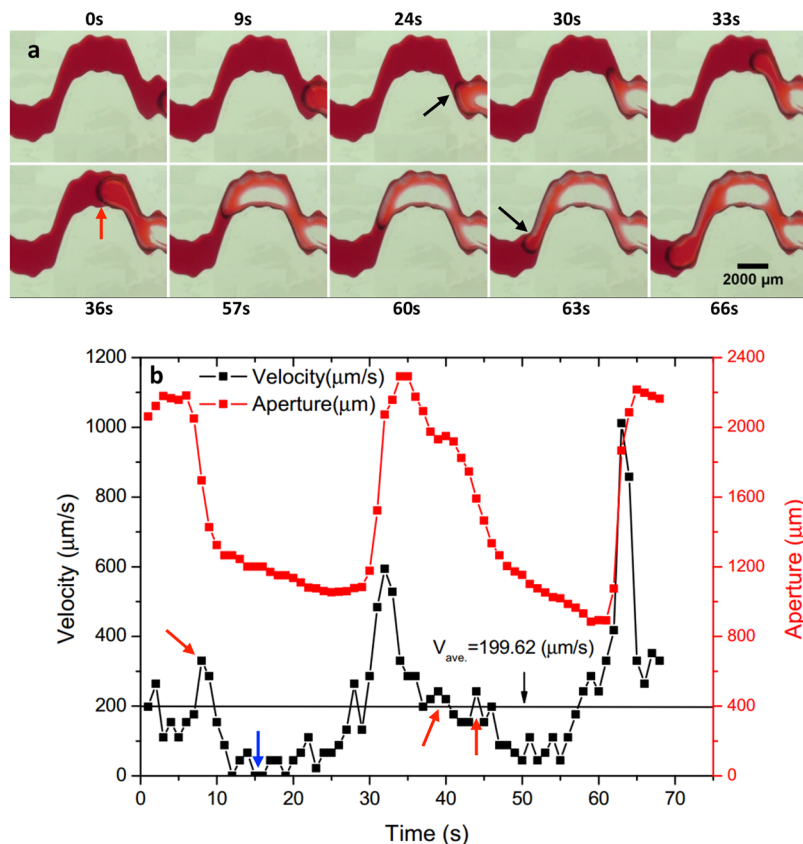 0s 9s 24s 30s 33s
a
2000 µm
36s 57s 60s 63s 66s
b
Velocity(µm/s)
Aperture(µm)
1200
1000
800
600
400
200
0
2400
2000
1600
1200
800
400
0
Velocity (µm/s)
Aperture (µm)
Vave.=199.62 (µm/s)
0 10 20 30 40 50 60 70 80
Time (s)